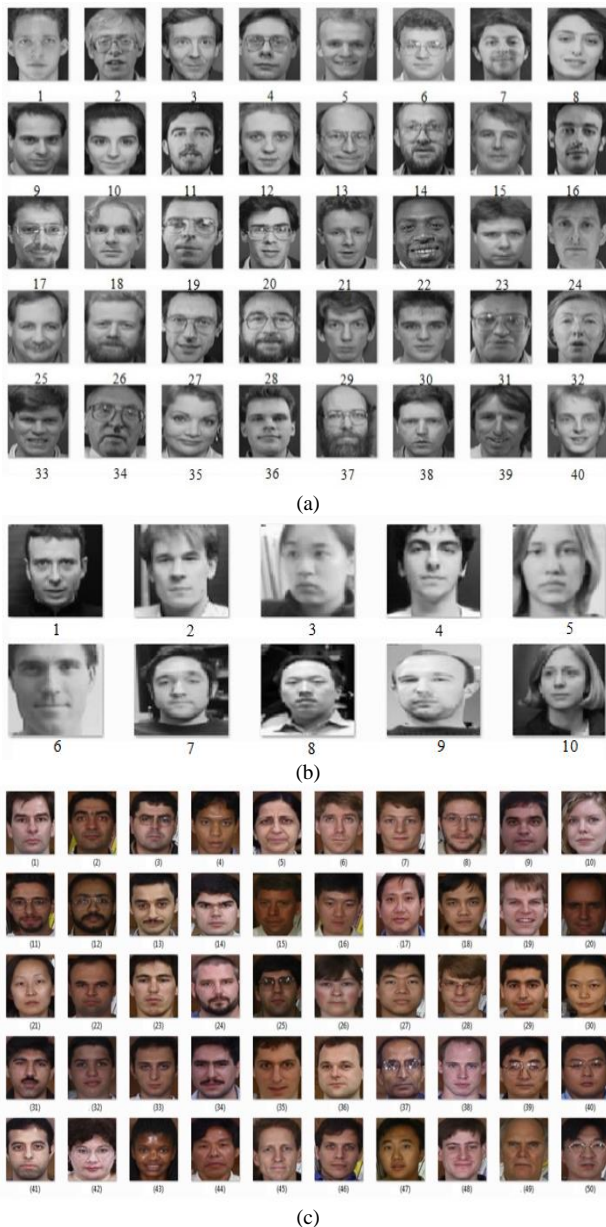 1 2 3 4 5 6 7 8
9 10 11 12 13 14 15 16
17 18 19 20 21 22 23 24
25 26 27 28 29 30 31 32
33 34 35 36 37 38 39 40
(a)
1 2 3 4 5
6 7 8 9 10
(b)
(1) (2) (3) (4) (5) (6) (7) (8) (9) (10)
(11) (12) (13) (14) (15) (16) (17) (18) (19) (20)
(21) (22) (23) (24) (25) (26) (27) (28) (29) (30)
(31) (32) (33) (34) (35) (36) (37) (38) (39) (40)
(41) (42) (43) (44) (45) (46) (47) (48) (49) (50)
(c)